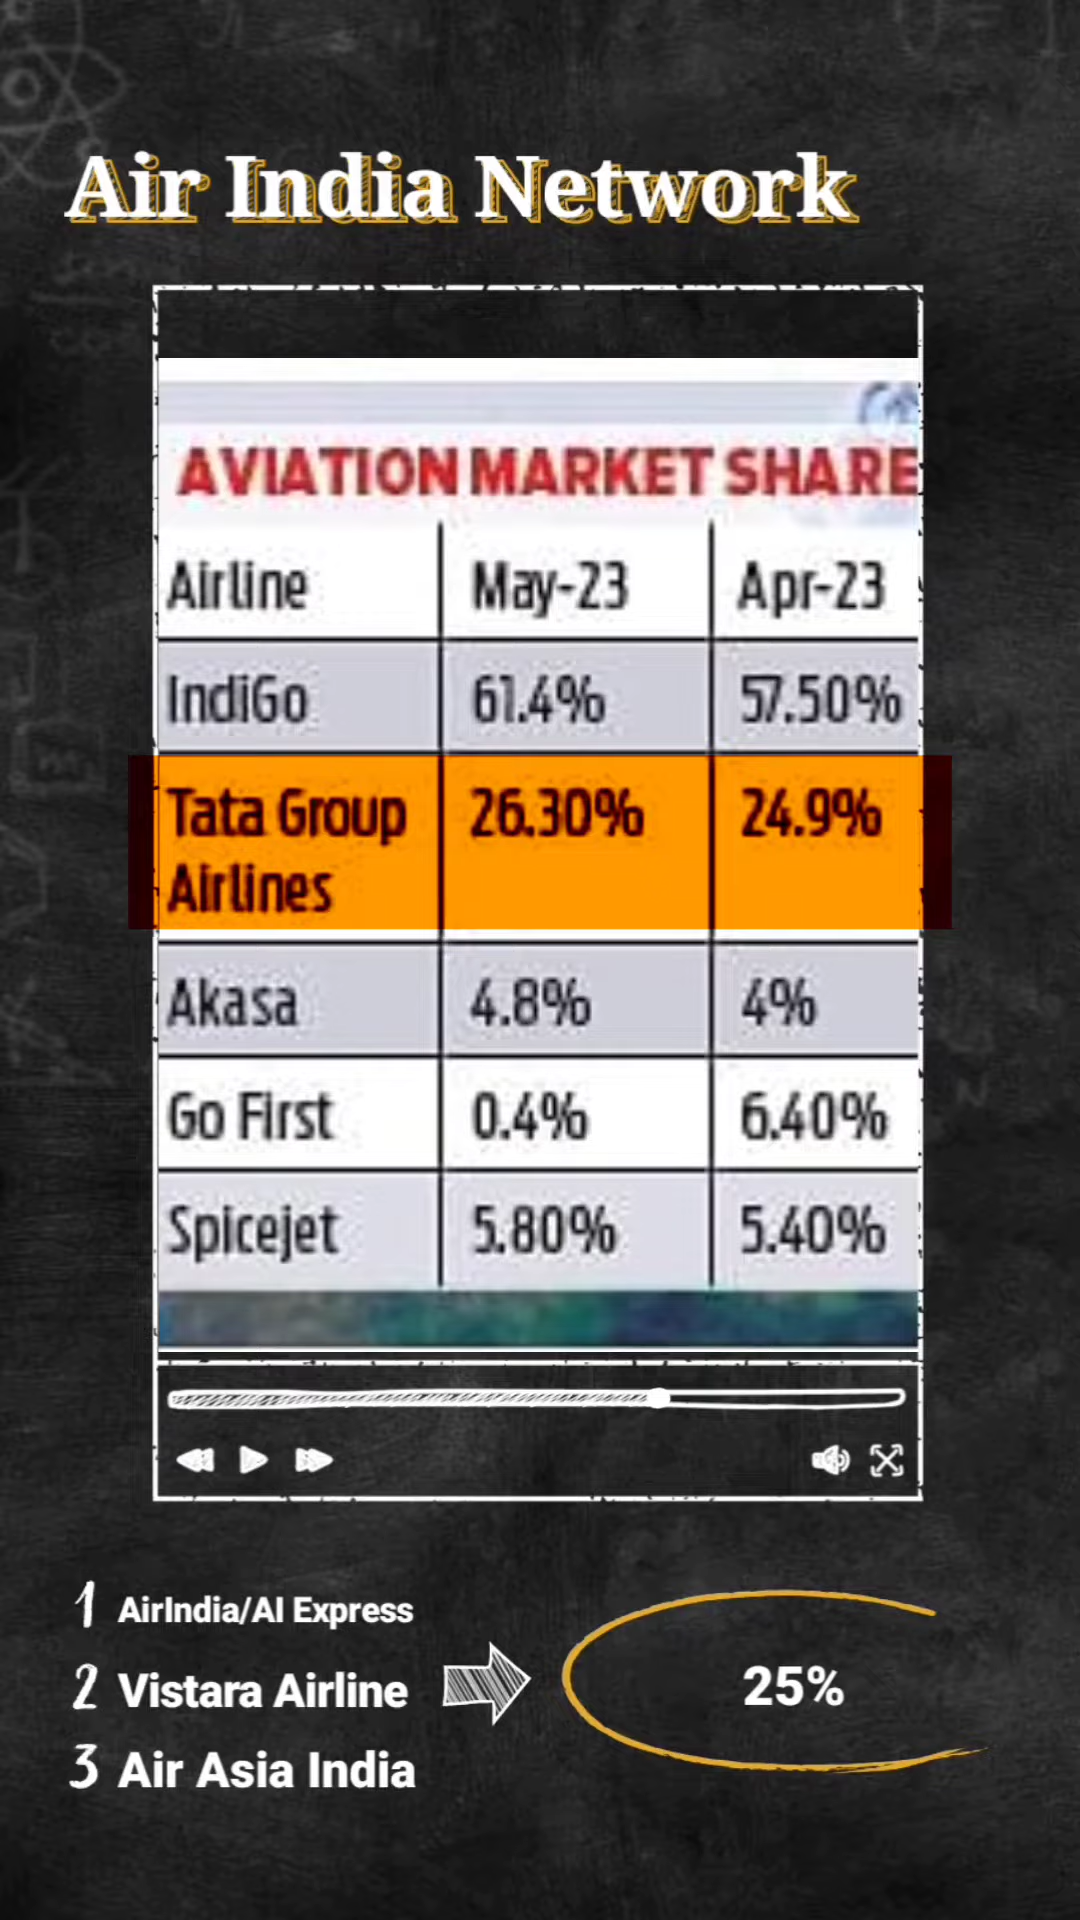 Air India Network
AVIATION MARKET SHARE
Airline May-23 Apr-23
IndiGo 61.4% 57.50%
Tata Group 26.30% 24.9%
Airlines
Akasa 4.8% 4%
Go First 0.4% 6.40%
Spicejet 5.80% 5.40%
1 AirIndia/AI Express
2 Vistara Airline 25%
3 Air Asia India